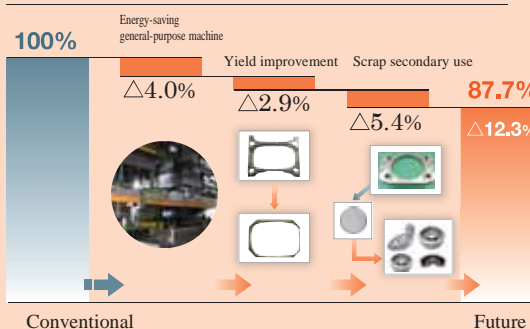 Energy-saving
general-purpose machine
100%
Yield improvement
Scrap secondary use
△4.0%
△2.9%
△5.4%
87.7%
△12.3%
Conventional
Future